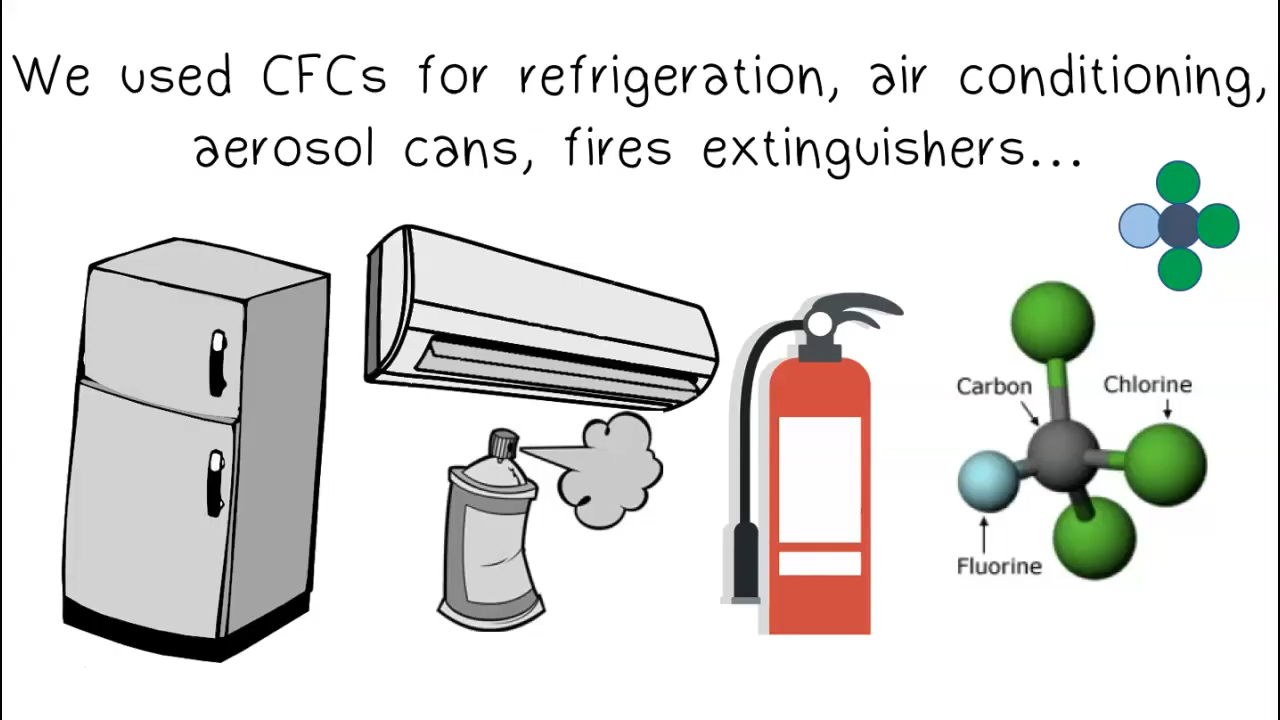 We used CFCs for refrigeration, air conditioning,
aerosol cans, fires extinguishers...
Carbon
Chlorine
Fluorine